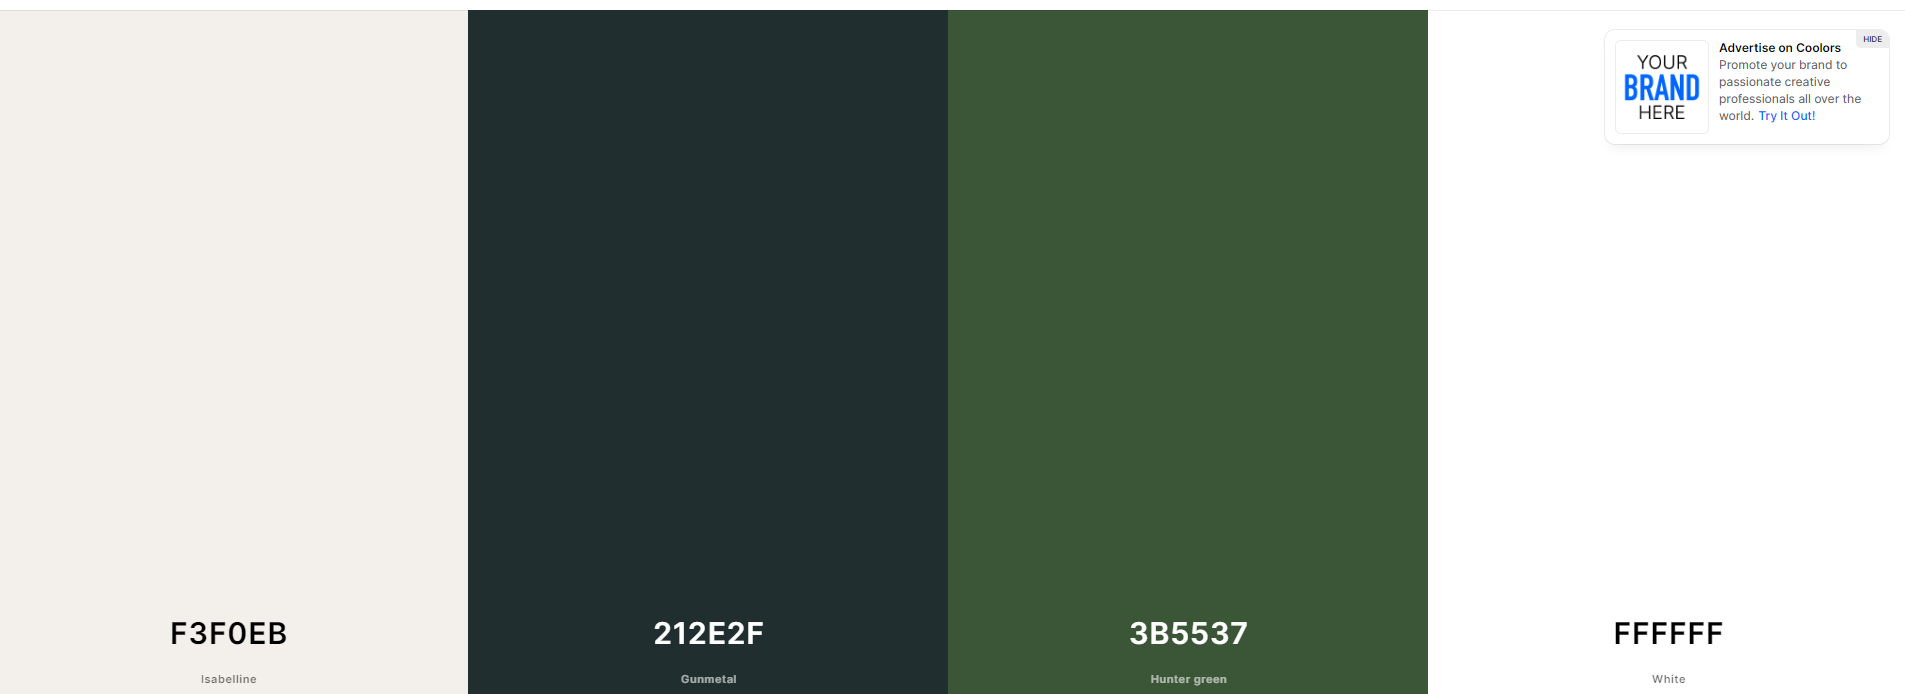 HIDE
YOUR
BRAND
HERE
Advertise on Coolors
Promote your brand to
passionate creative
professionals all over the
world. Try It Out!
F3F0EB
Isabelline
212E2F
Gunmetal
3B5537
Hunter green
FFFFFF
White